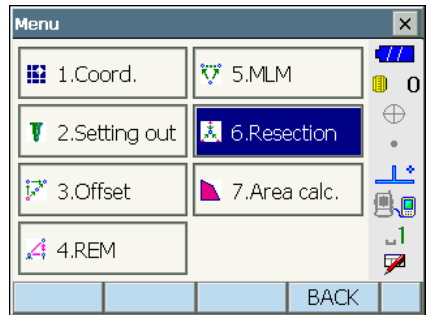 Menu
1.Coord.
5.MLM
2.Setting out
6.Resection
3.Offset
7.Area calc.
4.REM
0
1
BACK